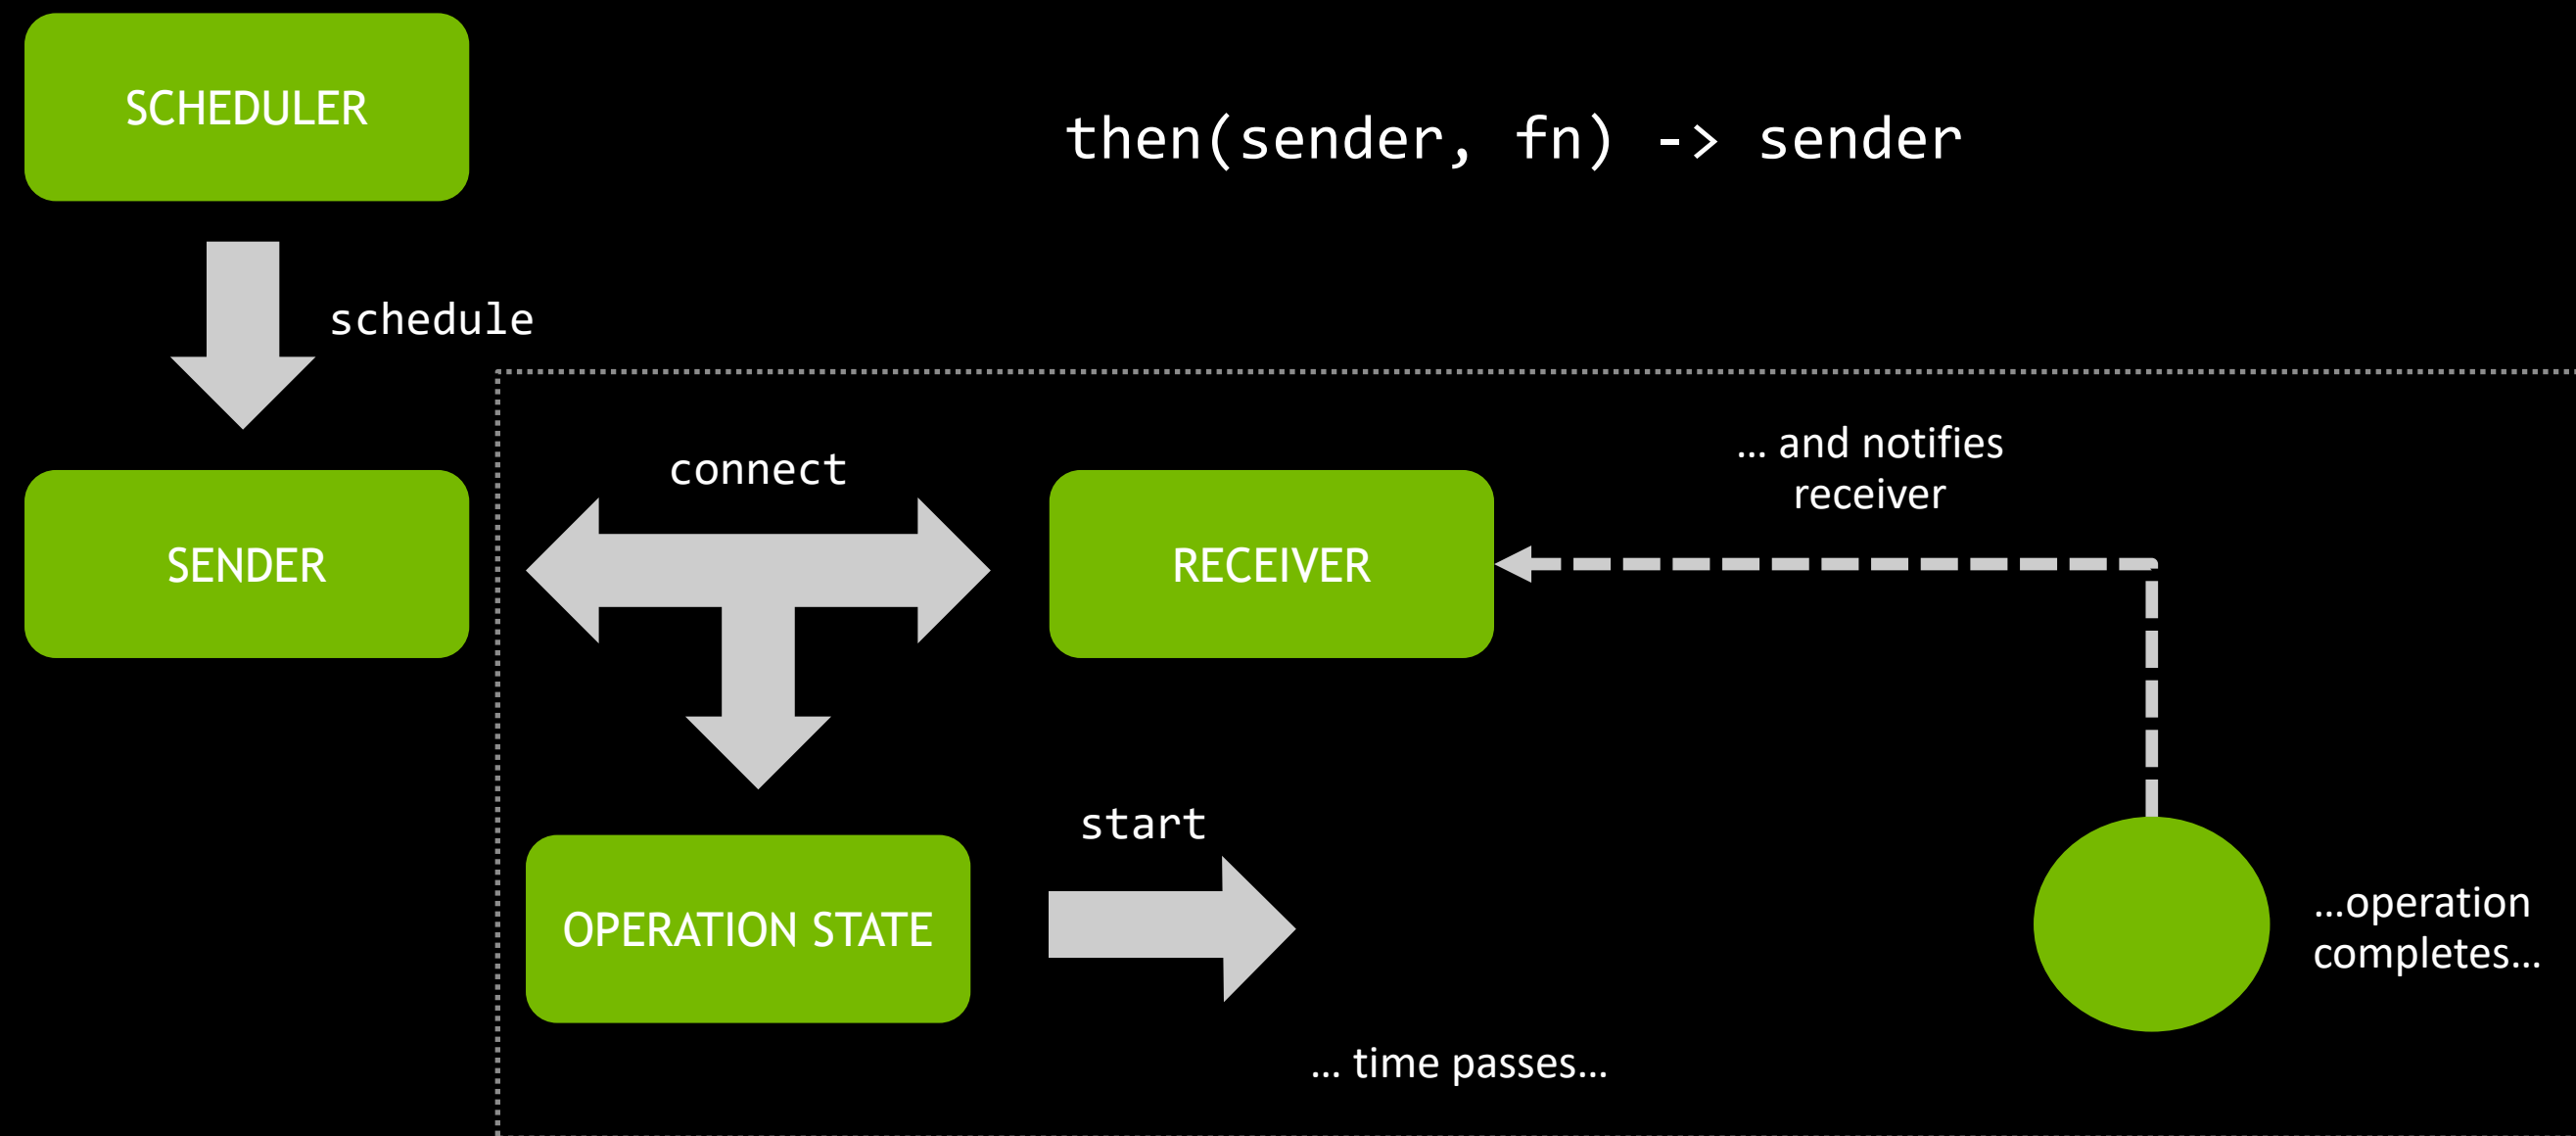 SCHEDULER
then(sender, fn) -> sender
schedule
connect
… and notifies
receiver
SENDER
RECEIVER
start
OPERATION STATE
…operation
completes…
… time passes…